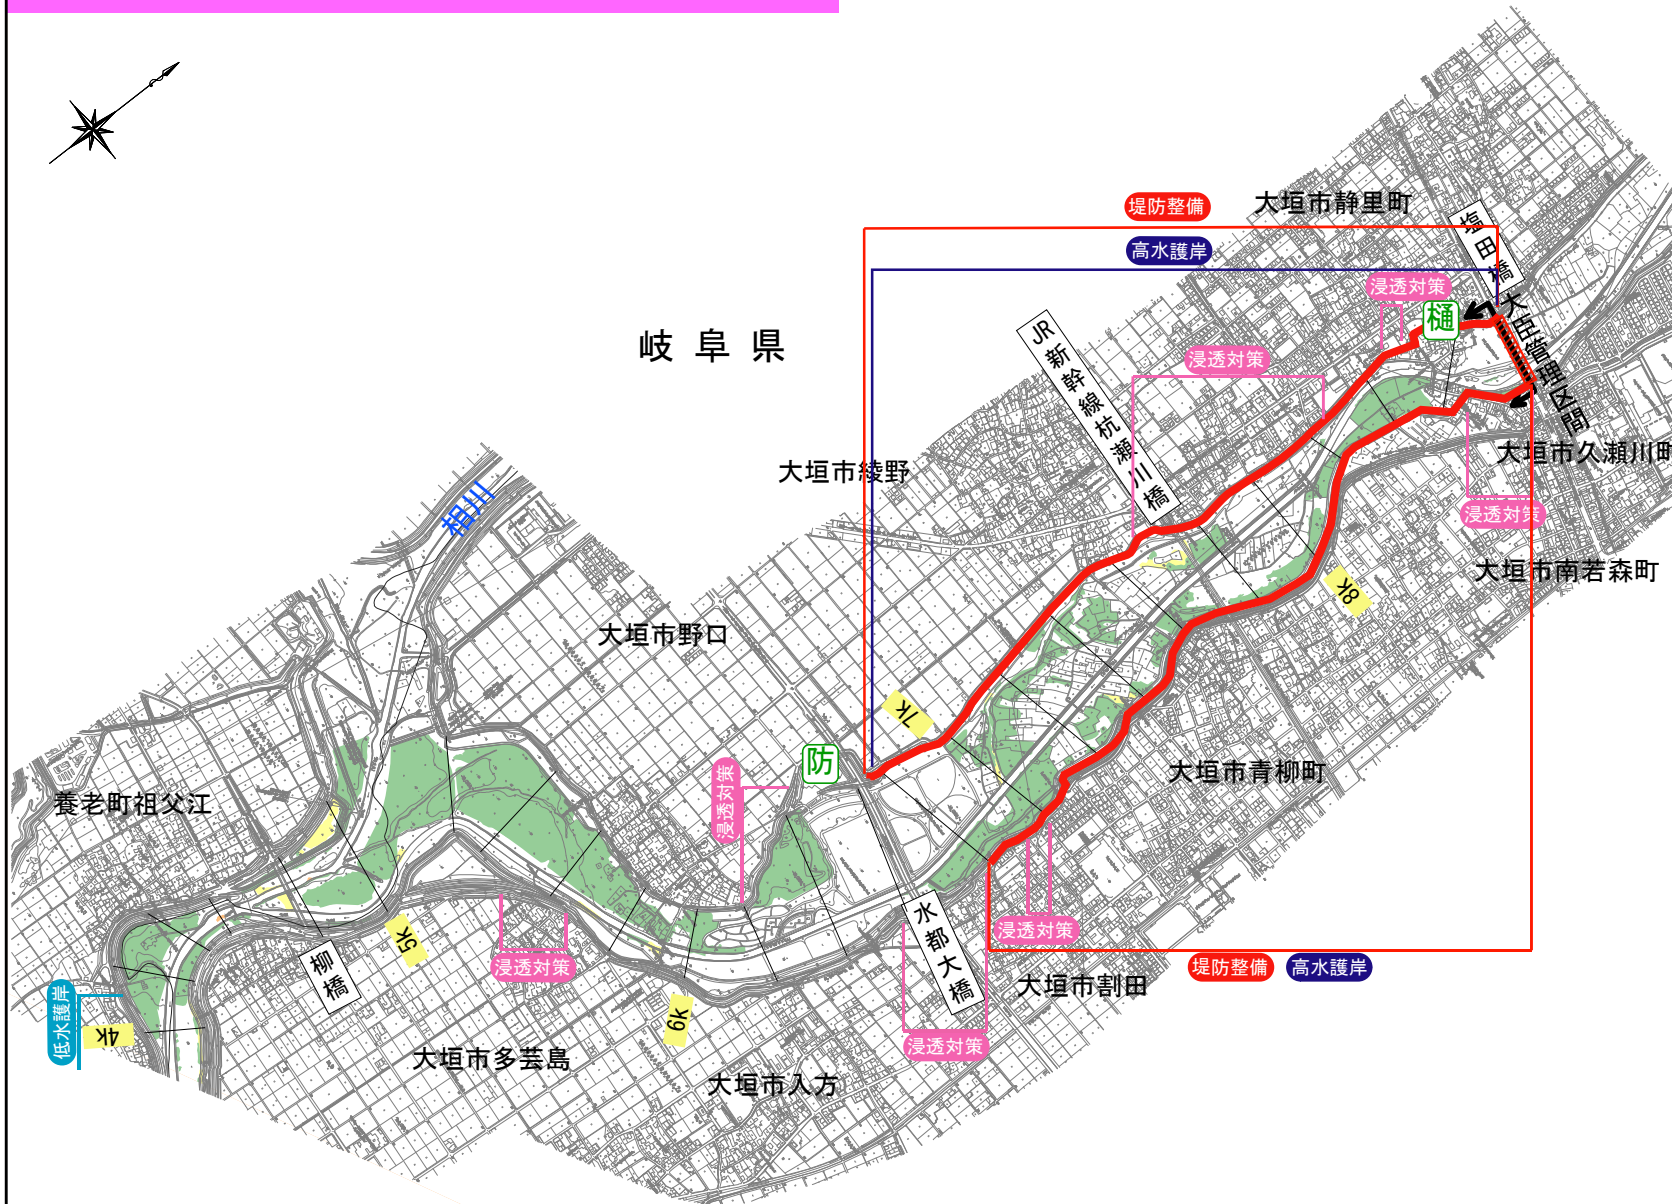 堤防整備
大垣市静里町
塩田橋
高水護岸
浸透対策
樋
大臣管理区間
岐阜県
JR新幹線杭瀬川橋
浸透対策
大垣市綾野
大垣市久瀬川町
相川
浸透対策
大垣市南若森町
8k
大垣市野口
7k
防
大垣市青柳町
浸透対策
養老町祖父江
水都大橋
浸透対策
5k
柳橋
浸透対策
堤防整備
高水護岸
大垣市割田
低水護岸
4k
6k
浸透対策
大垣市多芸島
大垣市入方